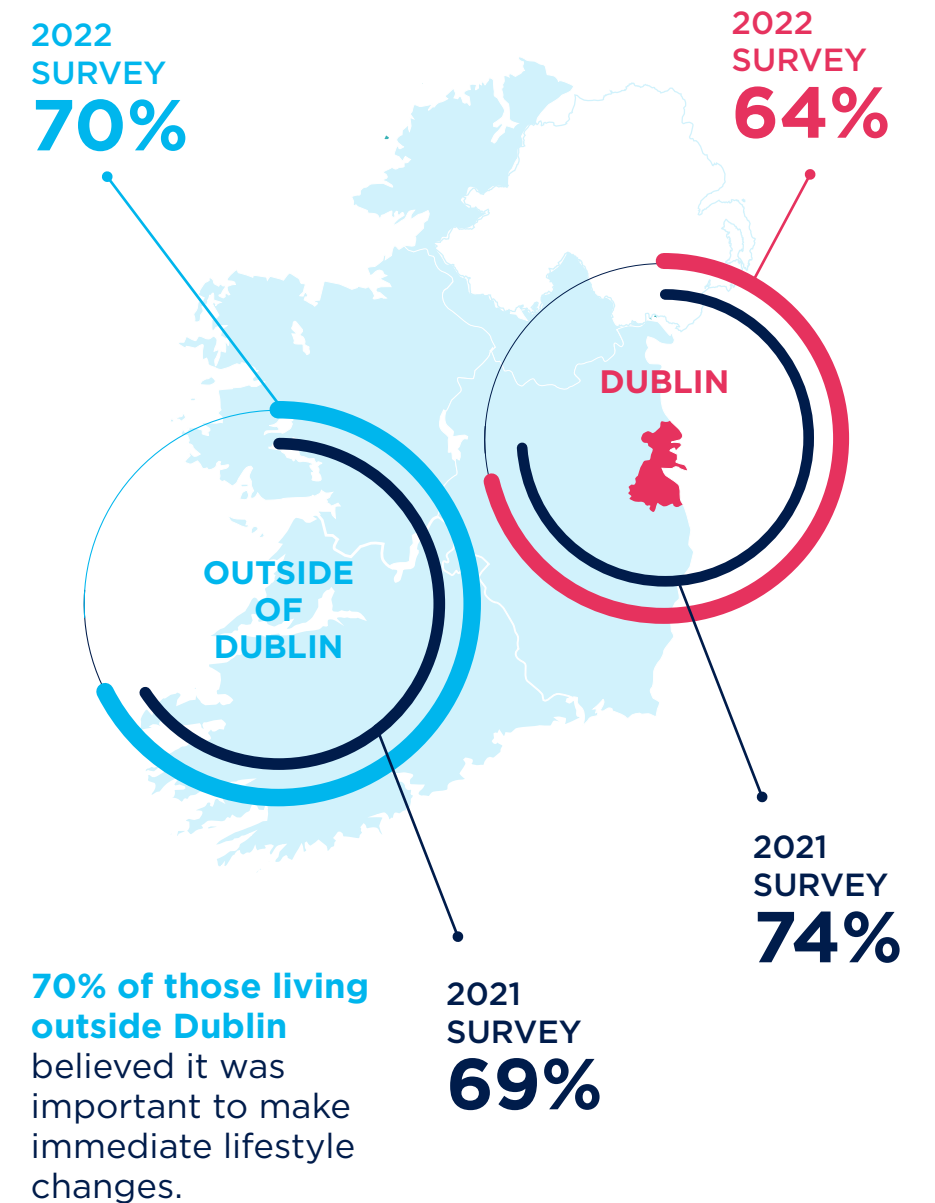 2022
SURVEY
70%
2022
SURVEY
64%
DUBLIN
OUTSIDE
OF
DUBLIN
2021
SURVEY
74%
70% of those living
outside Dublin
believed it was
important to make
immediate lifestyle
changes.
2021
SURVEY
69%